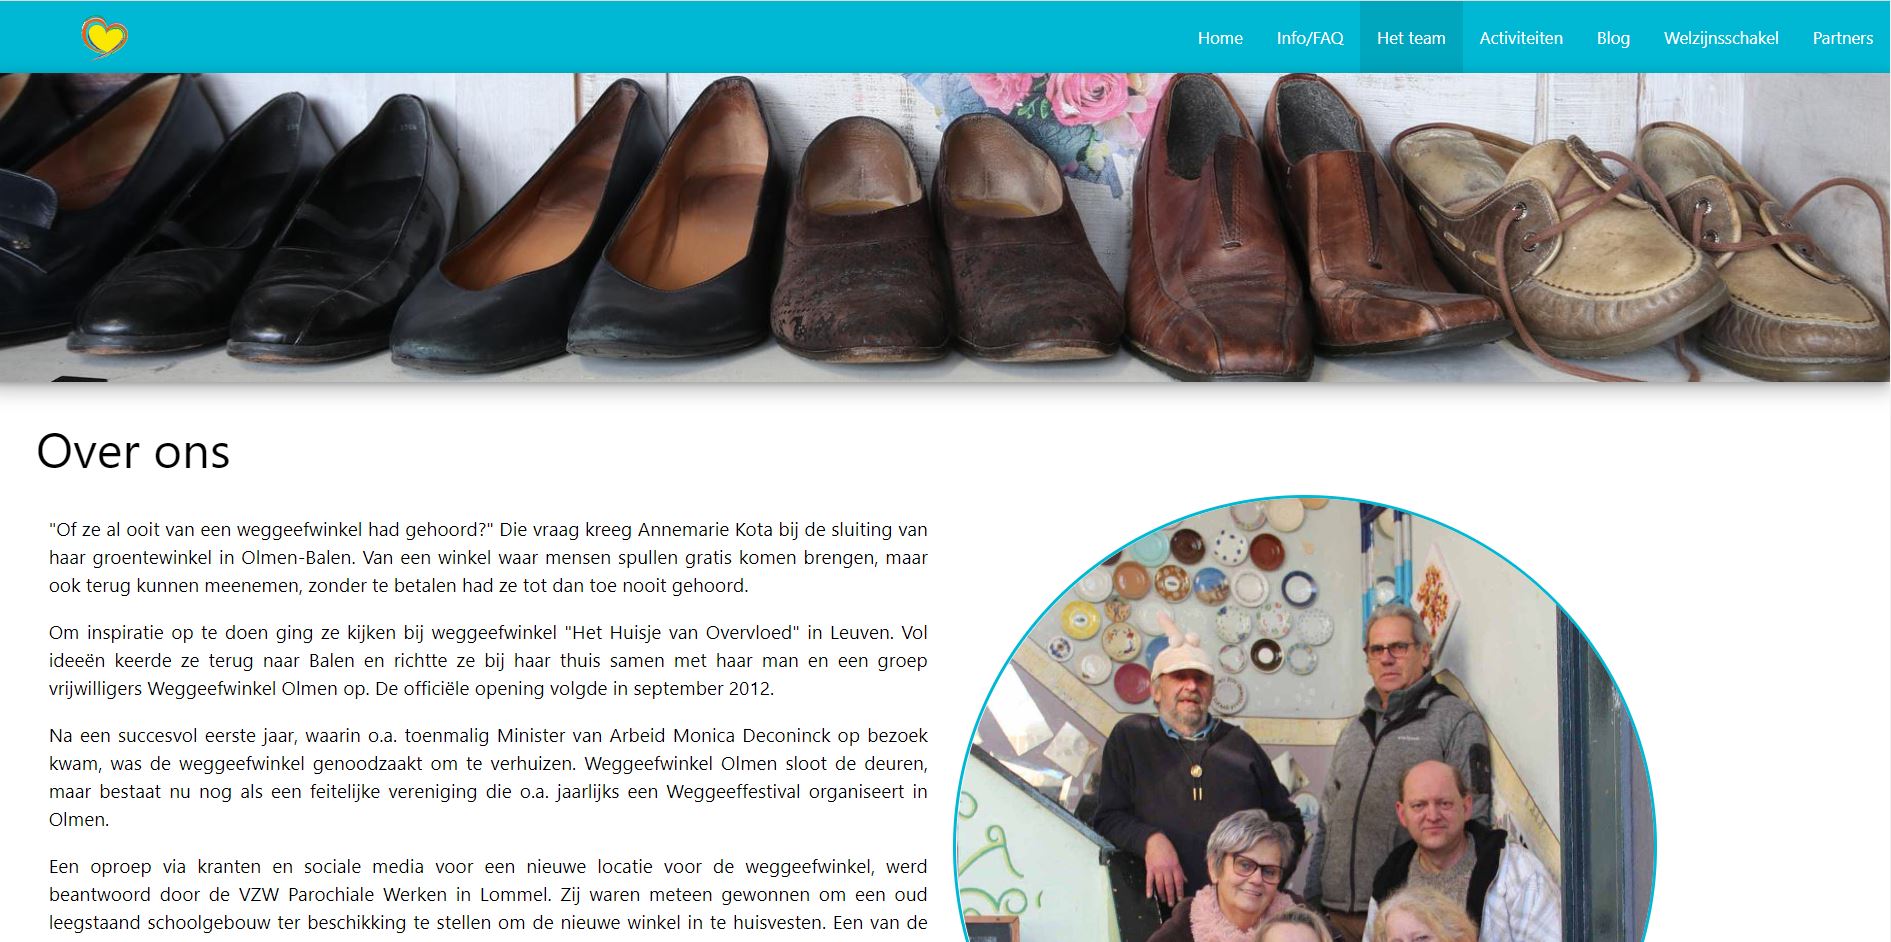 Home Info/FAQ Het team Activiteiten Blog Welzijnsschakel Partners
Over ons
"Of ze al ooit van een weggeefwinkel had gehoord?" Die vraag kreeg Annemarie Kota bij de sluiting van
haar groentewinkel in Olmen-Balen. Van een winkel waar mensen spullen gratis komen brengen, maar
ook terug kunnen meenemen, zonder te betalen had ze tot dan toe nooit gehoord.
Om inspiratie op te doen ging ze kijken bij weggeefwinkel "Het Huisje van Overvloed" in Leuven. Vol
ideeën keerde ze terug naar Balen en richtte ze bij haar thuis samen met haar man en een groep
vrijwilligers Weggeefwinkel Olmen op. De officiële opening volgde in september 2012.
Na een succesvol eerste jaar, waarin o.a. toenmalig Minister van Arbeid Monica Deconinck op bezoek
kwam, was de weggeefwinkel genoodzaakt om te verhuizen. Weggeefwinkel Olmen sloot de deuren,
maar bestaat nu nog als een feitelijke vereniging die o.a. jaarlijks een Weggeeffestival organiseert in
Olmen.
Een oproep via kranten en sociale media voor een nieuwe locatie voor de weggeefwinkel, werd
beantwoord door de VZW Parochiale Werken in Lommel. Zij waren meteen gewonnen om een oud
leegstaand schoolgebouw ter beschikking te stellen om de nieuwe winkel in te huisvesten. Een van de